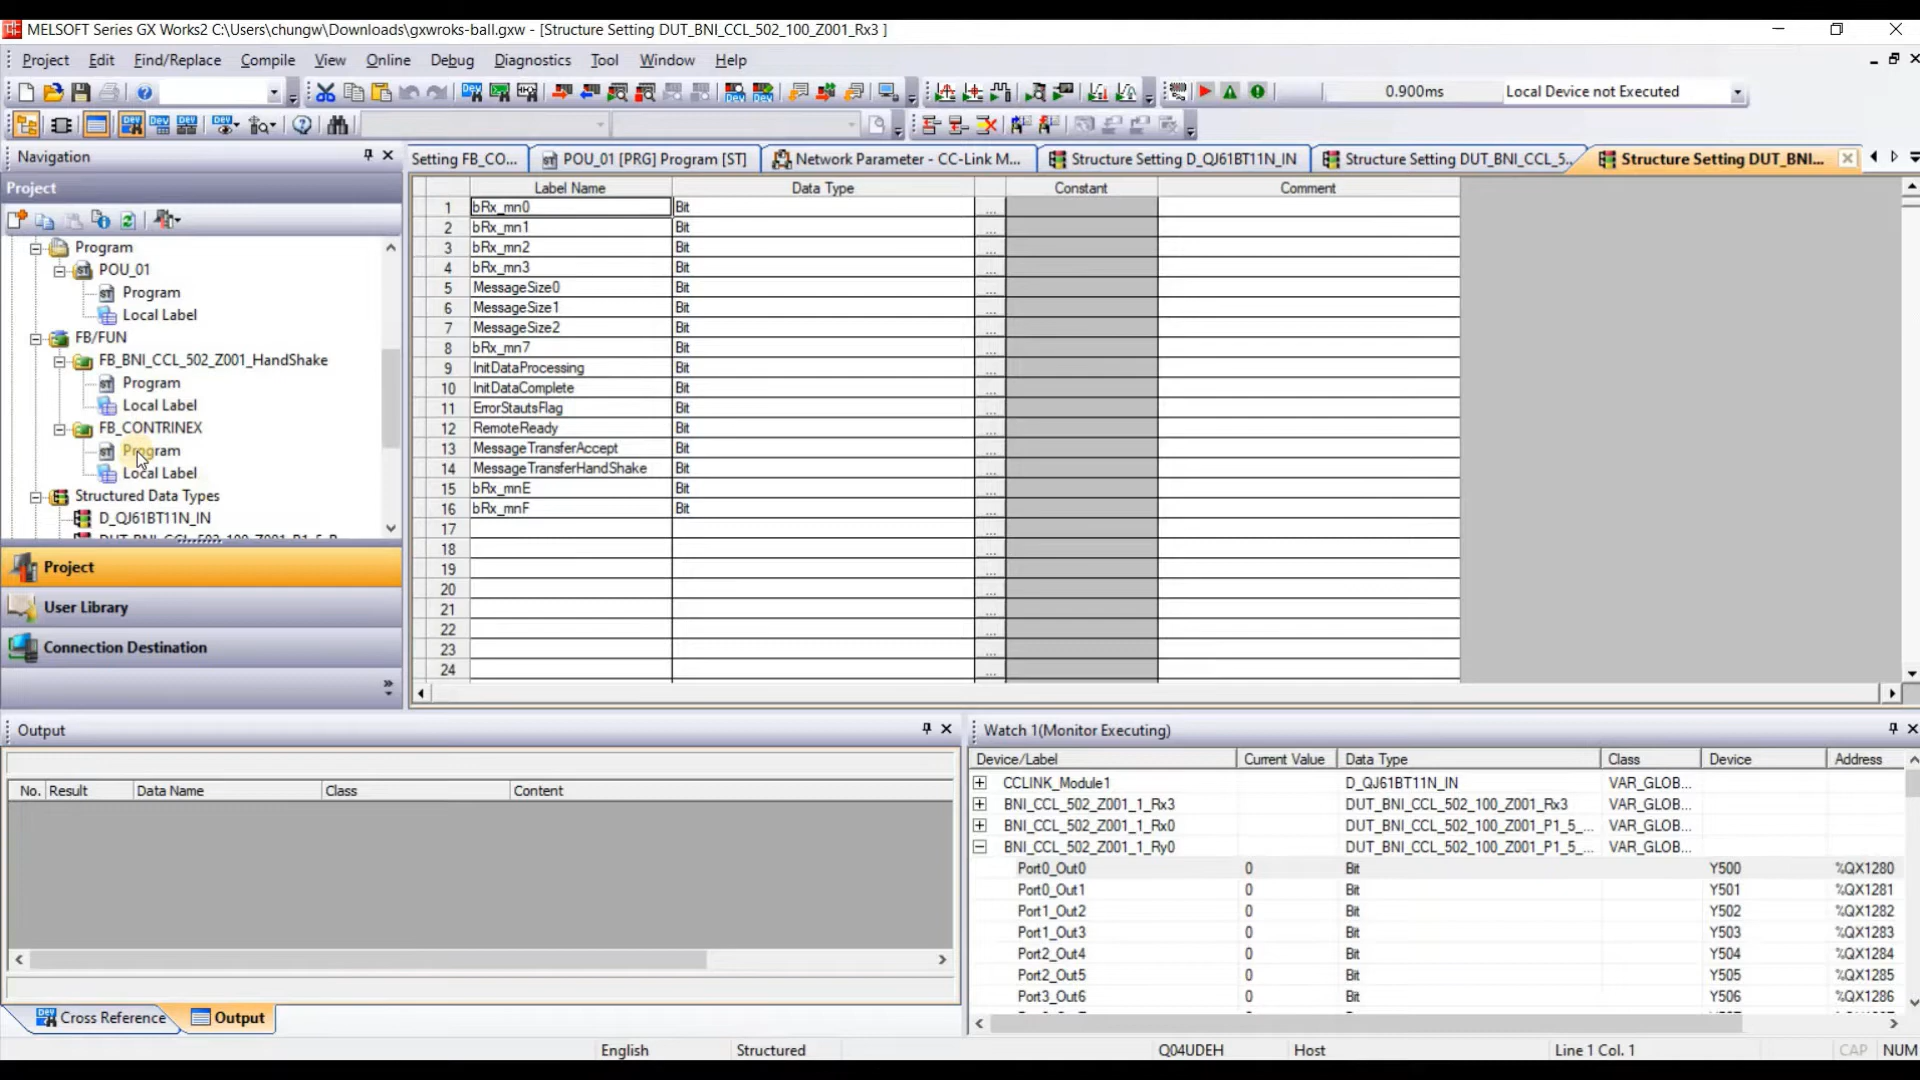 MELSOFT Series GX Works2 C:\Users\chungw\Downloads\gxwroks-ball.gxw - [Structure Setting DUT_BNI_CCL_502_100_Z001_Rx3 ]
Project Edit Find/Replace Compile View Online Debug Diagnostics Tool Window Help
0.900ms Local Device not Executed
Navigation
Setting FB_CO... POU_01 [PRG] Program [ST] Network Parameter - CC-Link M... Structure Setting D_QJ61BT11N_IN Structure Setting DUT_BNI_CCL_5... Structure Setting DUT_BNI...
Project
Program
POU_01
Program
Local Label
FB/FUN
FB_BNI_CCL_502_Z001_HandShake
Program
Local Label
FB_CONTRINEX
Program
Local Label
Structured Data Types
D_QJ61BT11N_IN
Project
User Library
Connection Destination
Label Name Data Type Constant Comment
1 bRx_mn0 Bit ...
2 bRx_mn1 Bit ...
3 bRx_mn2 Bit ...
4 bRx_mn3 Bit ...
5 MessageSize0 Bit ...
6 MessageSize1 Bit ...
7 MessageSize2 Bit ...
8 bRx_mn7 Bit ...
9 InitDataProcessing Bit ...
10 InitDataComplete Bit ...
11 ErrorStautsFlag Bit ...
12 RemoteReady Bit ...
13 MessageTransferAccept Bit ...
14 MessageTransferHandShake Bit ...
15 bRx_mnE Bit ...
16 bRx_mnF Bit ...
17 ...
18 ...
19 ...
20 ...
21 ...
22 ...
23 ...
24 ...
Output
No. Result Data Name Class Content
Cross Reference Output
Watch 1(Monitor Executing)
Device/Label Current Value Data Type Class Device Address
CCLINK_Module1 D_QJ61BT11N_IN VAR_GLOB...
BNI_CCL_502_Z001_1_Rx3 DUT_BNI_CCL_502_100_Z001_Rx3 VAR_GLOB...
BNI_CCL_502_Z001_1_Rx0 DUT_BNI_CCL_502_100_Z001_P1_5_... VAR_GLOB...
BNI_CCL_502_Z001_1_Ry0 DUT_BNI_CCL_502_100_Z001_P1_5_... VAR_GLOB...
Port0_Out0 0 Bit Y500 %QX1280
Port0_Out1 0 Bit Y501 %QX1281
Port1_Out2 0 Bit Y502 %QX1282
Port1_Out3 0 Bit Y503 %QX1283
Port2_Out4 0 Bit Y504 %QX1284
Port2_Out5 0 Bit Y505 %QX1285
Port3_Out6 0 Bit Y506 %QX1286
English Structured Q04UDEH Host Line 1 Col. 1 CAP NUM